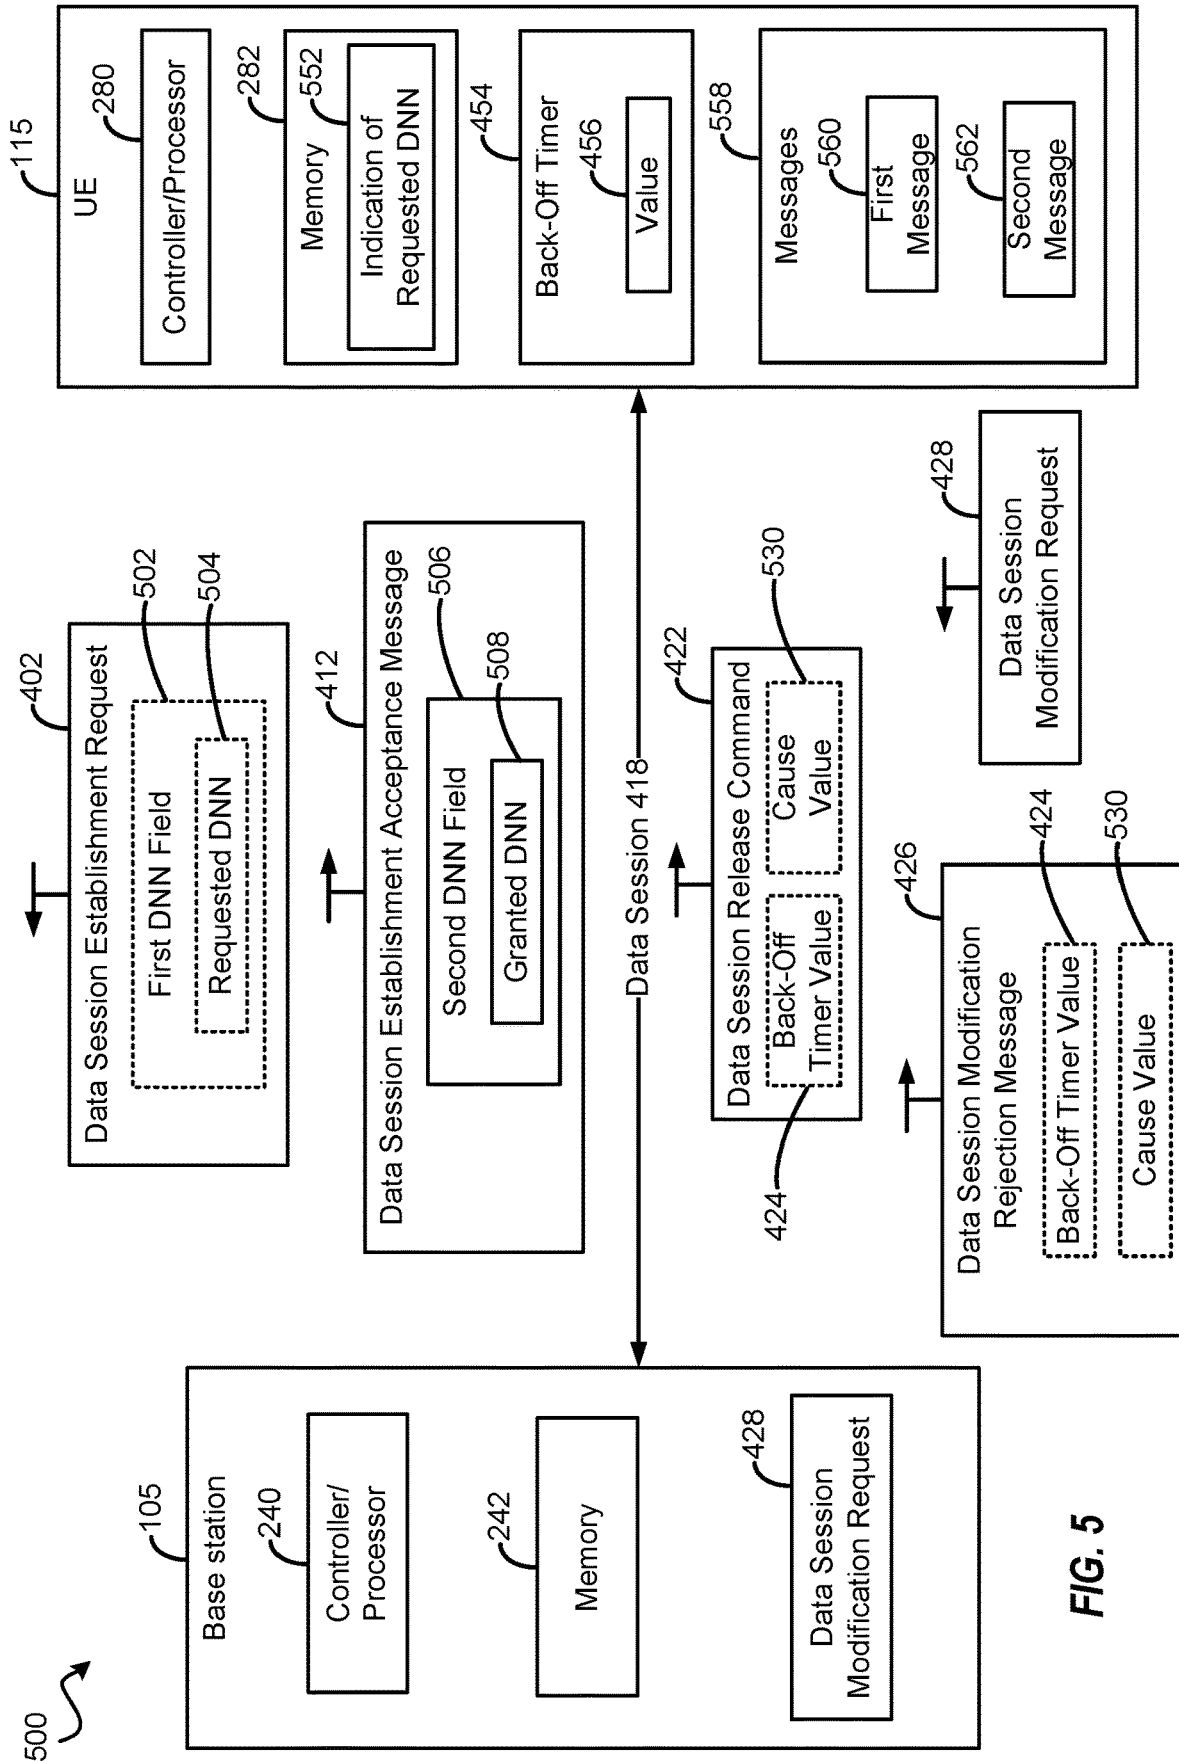 500
105
Base station
240
Controller/
Processor
242
Memory
428
Data Session
Modification Request
402
Data Session Establishment Request
502
First DNN Field
504
Requested DNN
412
Data Session Establishment Acceptance Message
506
Second DNN Field
508
Granted DNN
Data Session 418
422
Data Session Release Command
530
Back-Off
Timer Value
Cause
Value
424
426
Data Session Modification
Rejection Message
424
Back-Off Timer Value
530
Cause Value
428
Data Session
Modification Request
115
UE
280
Controller/Processor
282
Memory
552
Indication of
Requested DNN
454
Back-Off Timer
456
Value
558
Messages
560
First
Message
562
Second
Message
FIG. 5